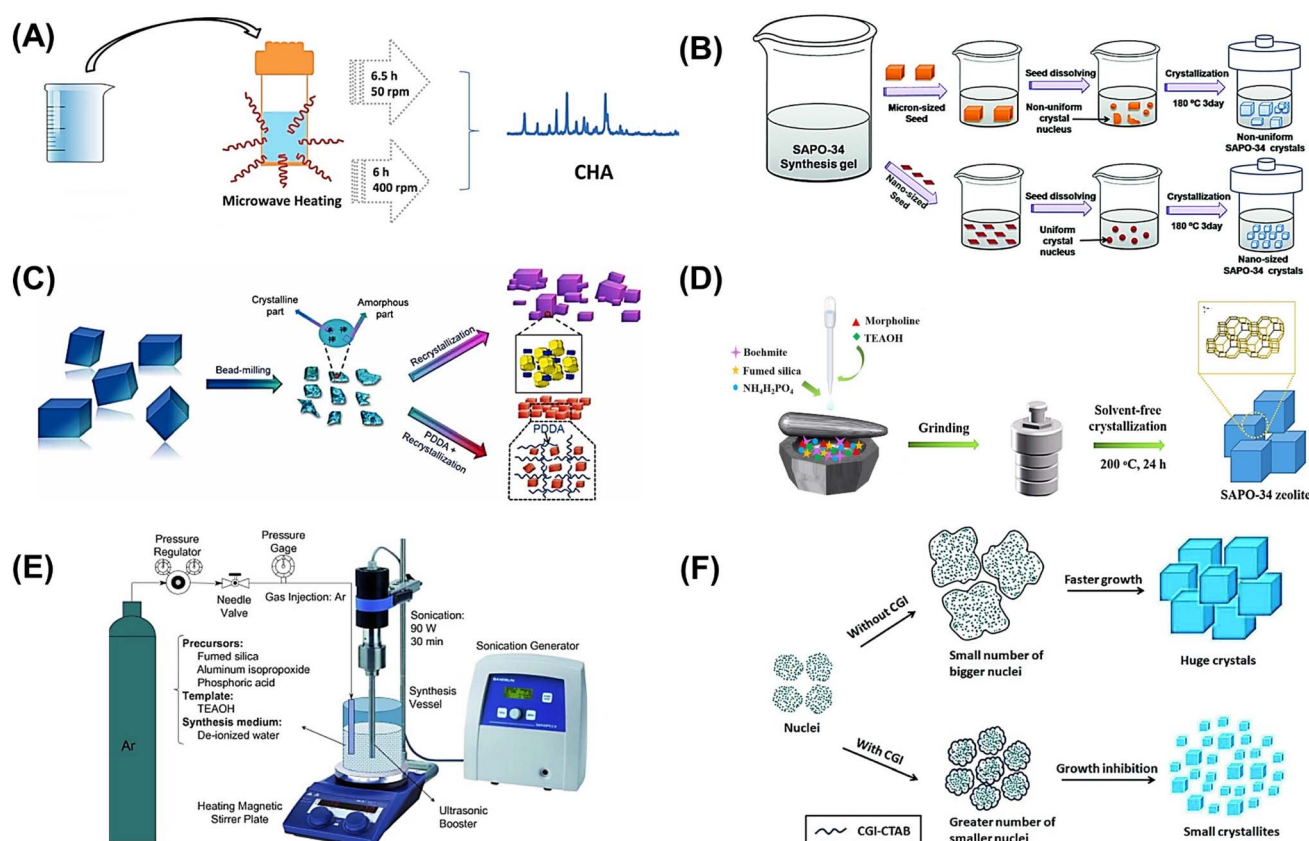 (A)
6.5 h
50 rpm
6 h
400 rpm
Microwave Heating
CHA
(B)
SAPO-34
Synthesis gel
Micron-sized
Seed
Seed dissolving
Non-uniform
crystal
nucleus
Crystallization
180 ℃ 3day
Non-uniform
SAPO-34 crystals
Nano-sized
Seed
Seed dissolving
Uniform
crystal
nucleus
Crystallization
180 ℃ 3day
Nano-sized
SAPO-34 crystals
(C)
Crystalline
part
Amorphous
part
Bead-milling
Recrystallization
PDDA +
Recrystallization
PDDA
(D)
Morpholine
TEAOH
Boehmite
Fumed silica
NH₄H₂PO₄
Grinding
Solvent-free
crystallization
200 °C, 24 h
SAPO-34 zeolite
(E)
Pressure
Regulator
Pressure
Gage
Needle
Valve
Gas Injection: Ar
Sonication:
90 W
30 min
Sonication Generator
Precursors:
Fumed silica
Aluminum isopropoxide
Phosphoric acid
Template:
TEAOH
Synthesis medium:
De-ionized water
Synthesis
Vessel
Ar
Heating Magnetic
Stirrer Plate
Ultrasonic
Booster
(F)
Nuclei
Without CGI
Small number of
bigger nuclei
Faster growth
Huge crystals
With CGI
Greater number of
smaller nuclei
Growth inhibition
Small crystallites
CGI-CTAB